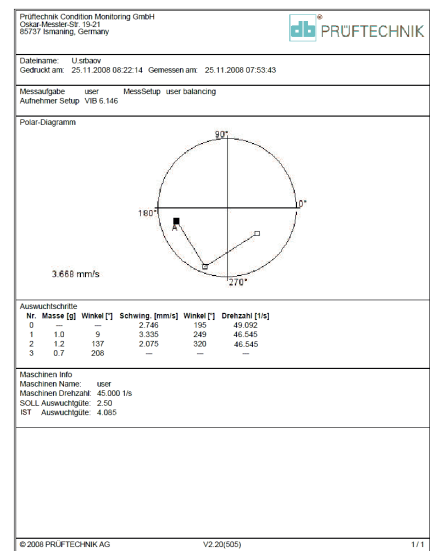 Prüftechnik Condition Monitoring GmbH
Oskar-Messter-Str. 19-21
85737 Ismaning, Germany
db PRÜFTECHNIK
Dateiname: U.srbaov
Gedruckt am: 25.11.2008 08:22:14 Gemessen am: 25.11.2008 07:53:43
Messaufgabe user MessSetup user balancing
Aufnehmer Setup VIB 6.146
Polar-Diagramm
90°
180°
0°
A
270°
3.668 mm/s
Auswuchtschritte
Nr. Masse [g] Winkel [°] Schwing. [mm/s] Winkel [°] Drehzahl [1/s]
0 — — 2.746 195 49.092
1 1.0 9 3.335 249 46.545
2 1.2 137 2.075 320 46.545
3 0.7 208 — — —
Maschinen Info
Maschinen Name: user
Maschinen Drehzahl: 45.000 1/s
SOLL Auswuchtgüte: 2.50
IST Auswuchtgüte: 4.085
© 2008 PRÜFTECHNIK AG V2.20(505) 1/1